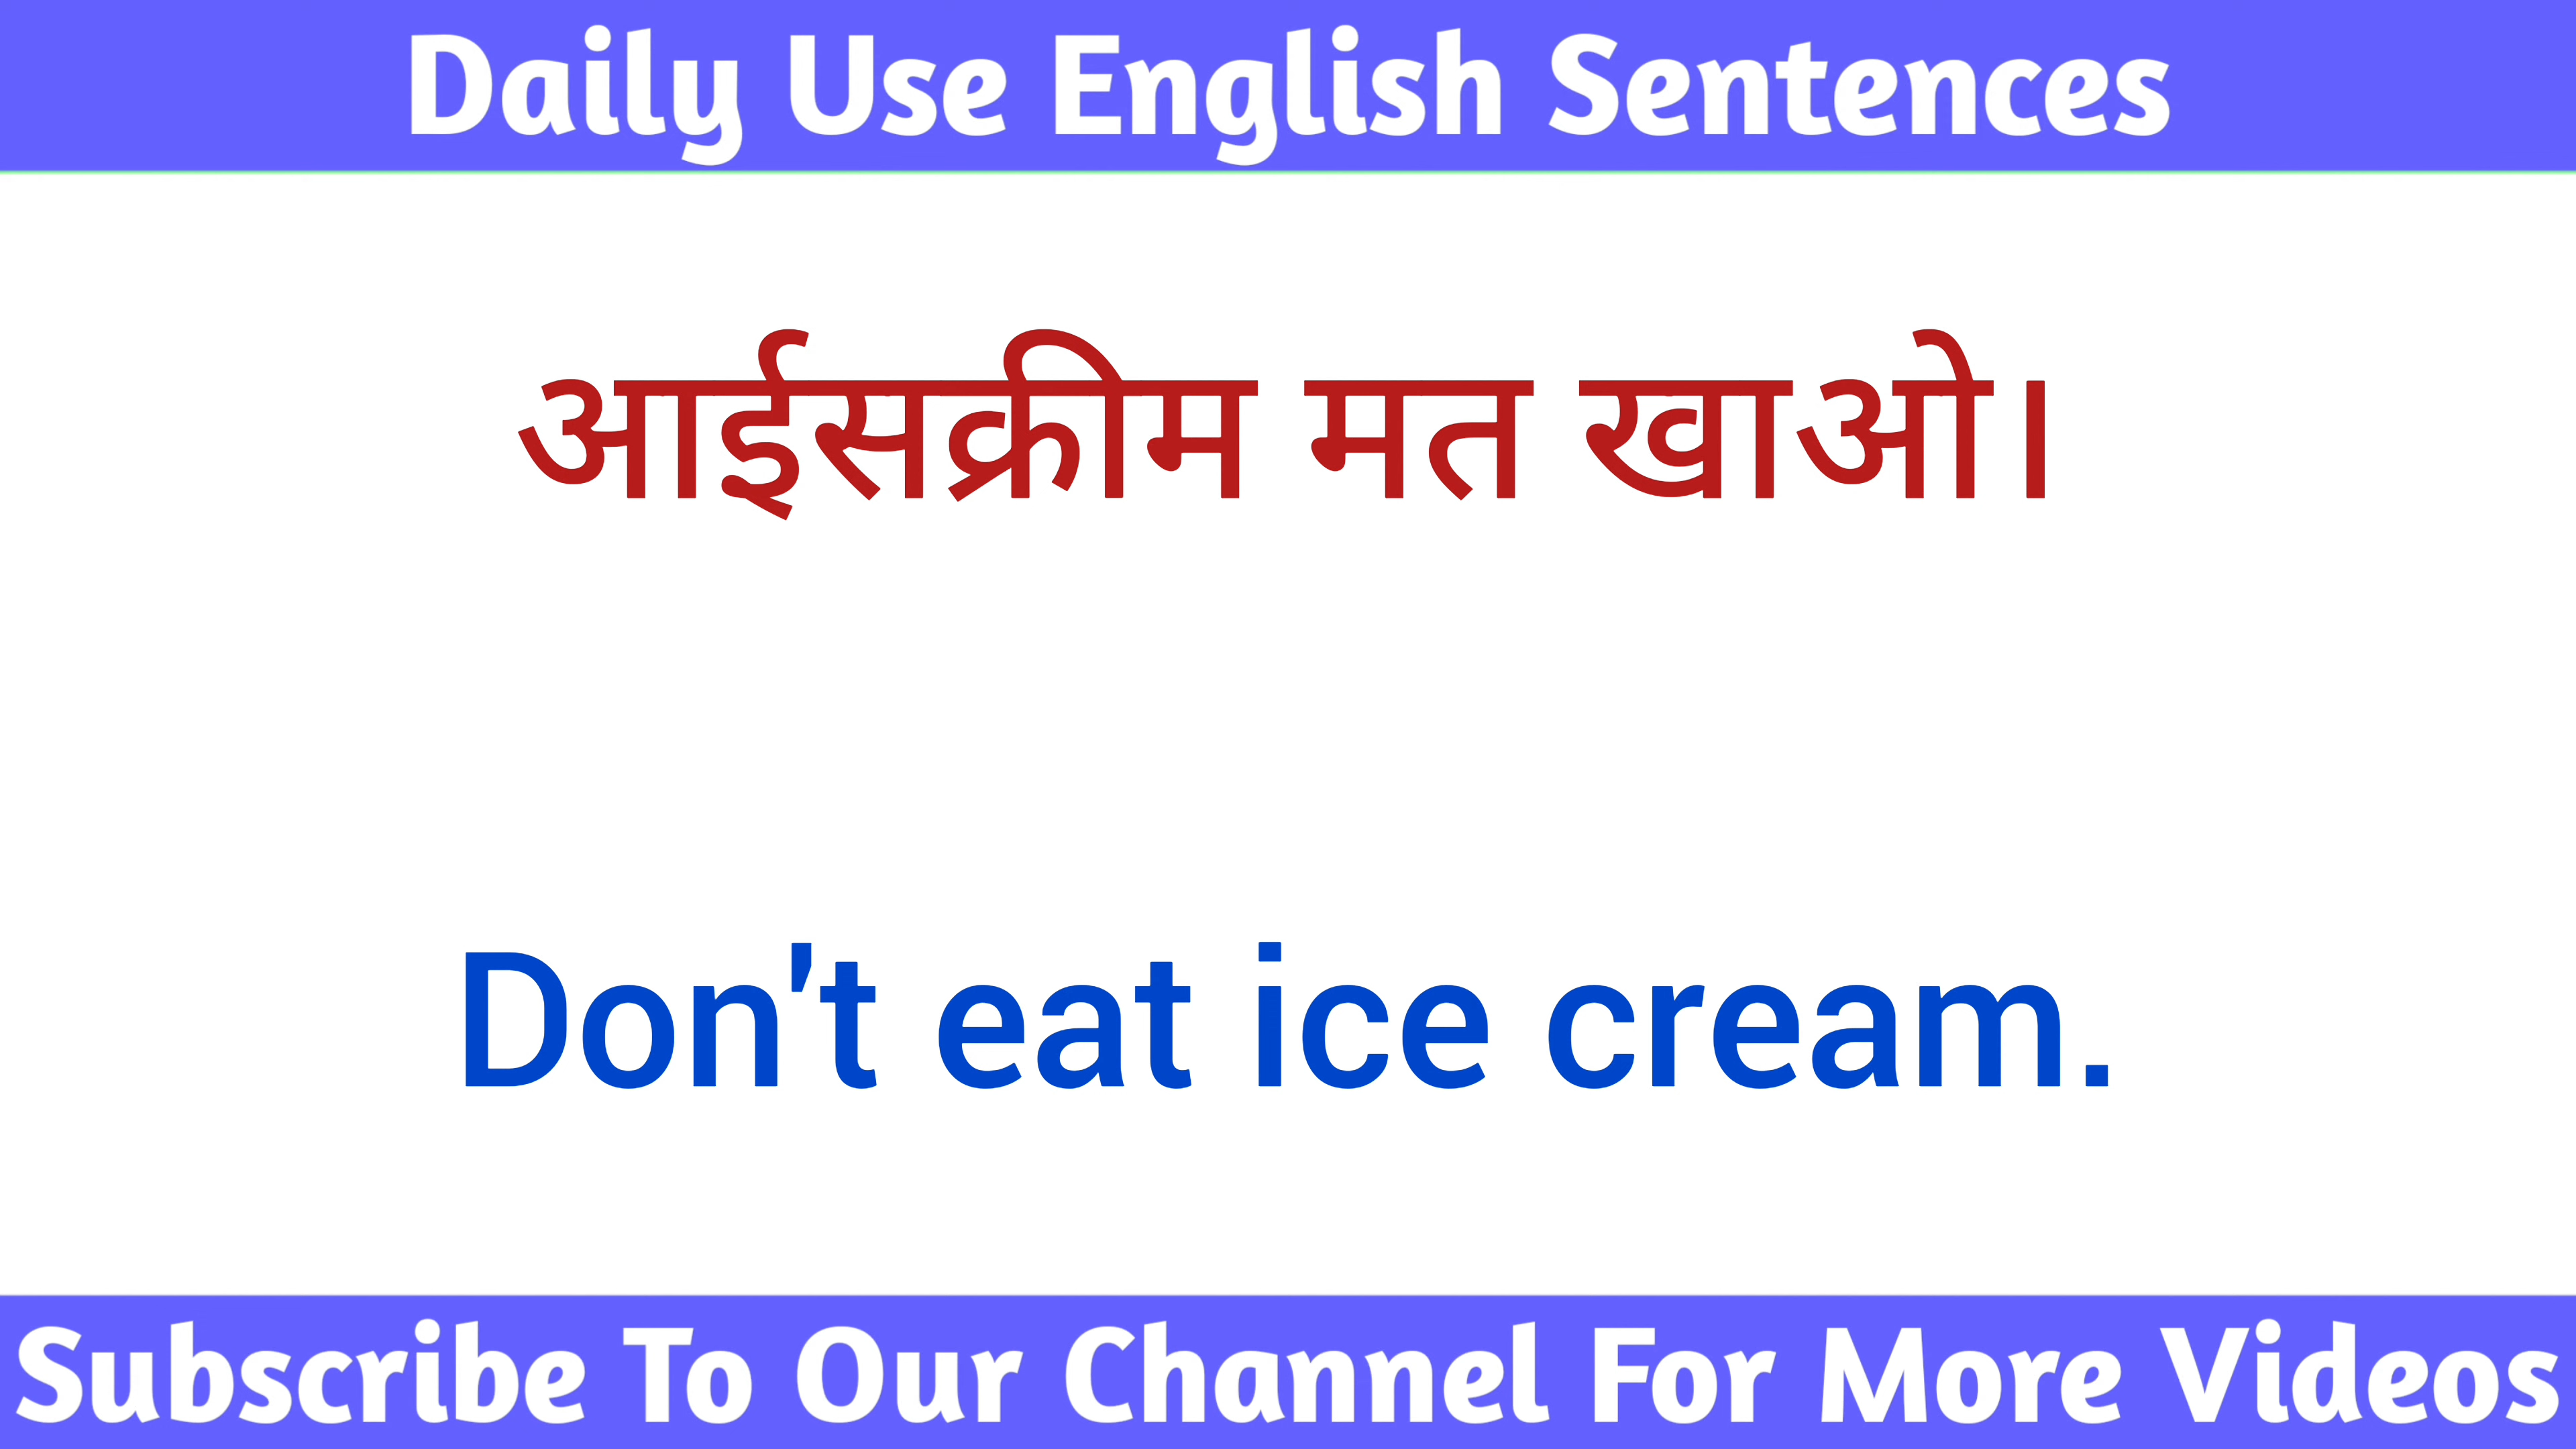 Daily Use English Sentences
आईसक्रीम मत खाओ।
Don't eat ice cream.
Subscribe To Our Channel For More Videos